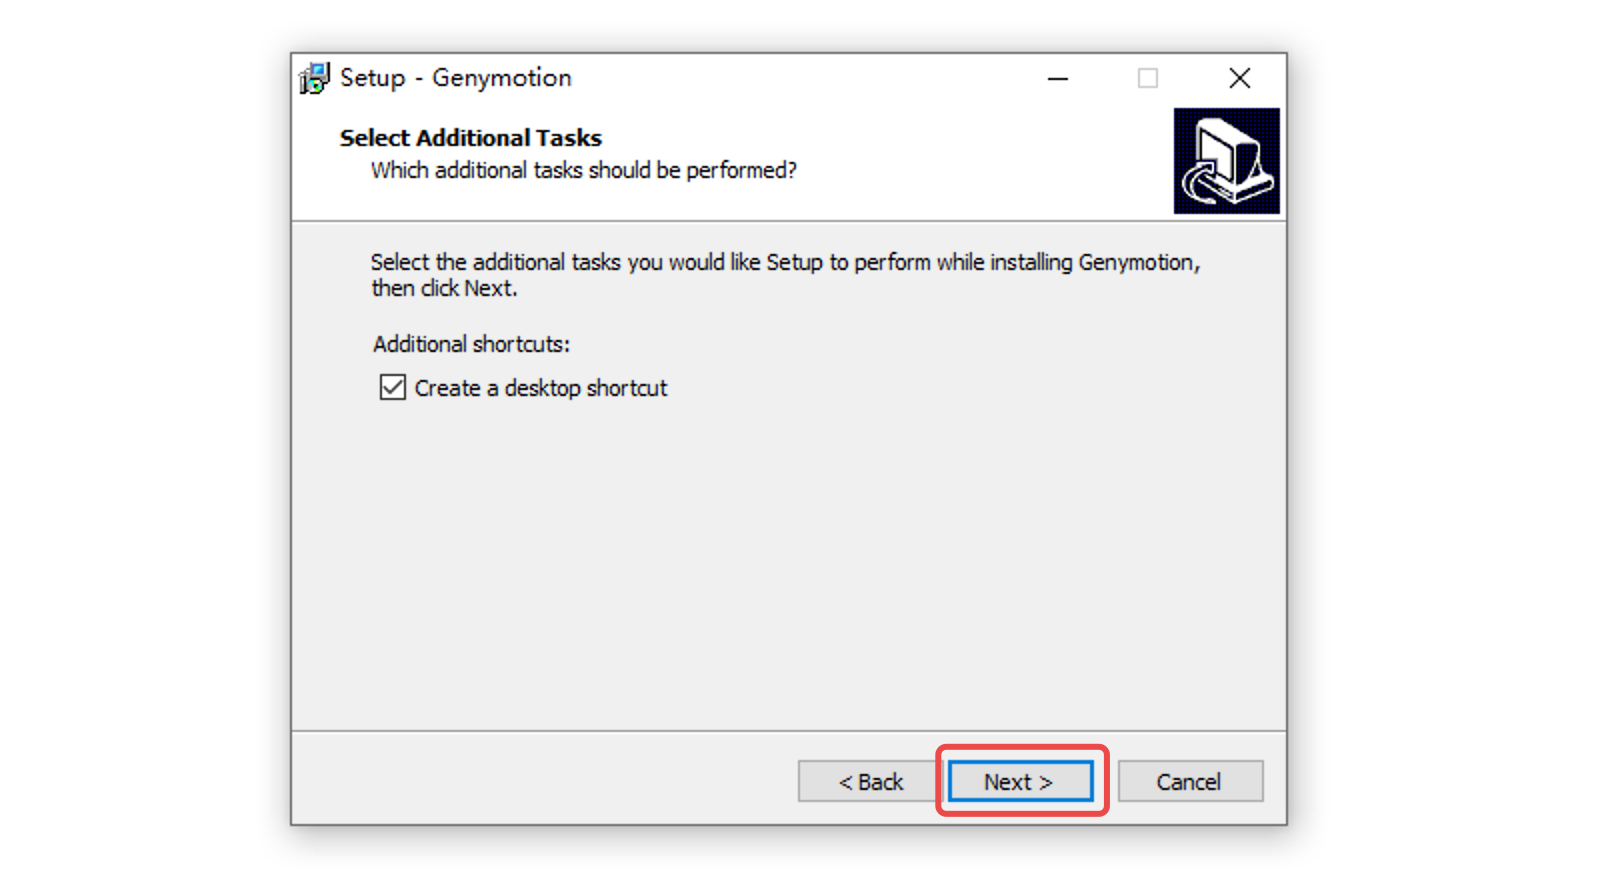 Setup - Genymotion
Select Additional Tasks
Which additional tasks should be performed?
Select the additional tasks you would like Setup to perform while installing Genymotion,
then click Next.
Additional shortcuts:
Create a desktop shortcut
< Back
Next >
Cancel